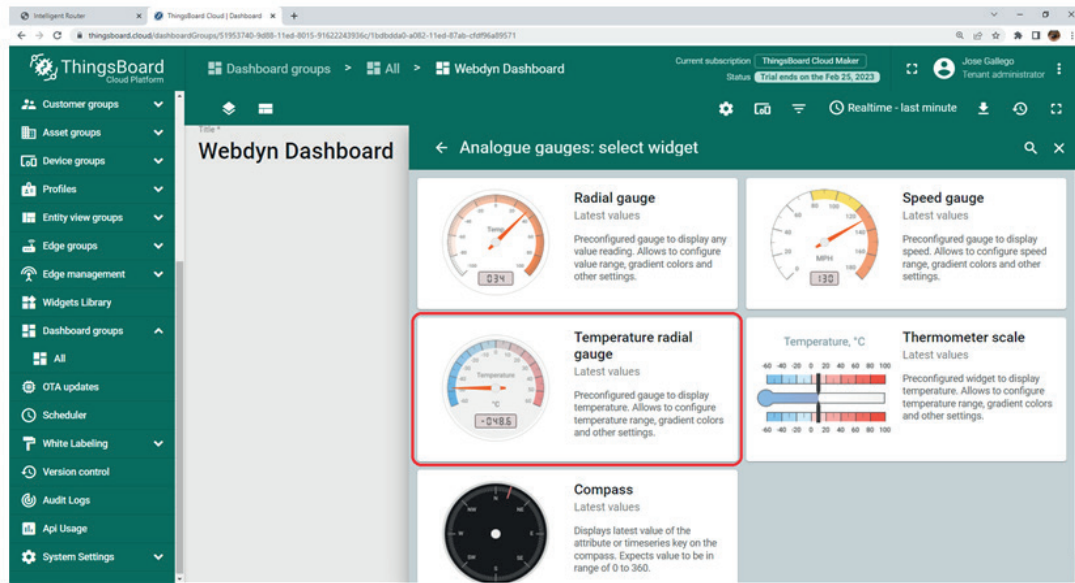 Intelligent Router
ThingsBoard Cloud | Dashboard
thingsboard.cloud/dashboardGroups/51953740-9d88-11ed-8015-91622243936c/1bdbdda0-a082-11ed-87ab-cfdf96a89571
ThingsBoard
Cloud Platform
Dashboard groups > All > Webdyn Dashboard
Current subscription ThingsBoard Cloud Maker
Status Trial ends on the Feb 25, 2023
Jose Gallego
Tenant administrator
Customer groups
Asset groups
Device groups
Profiles
Entity view groups
Edge groups
Edge management
Widgets Library
Dashboard groups
All
OTA updates
Scheduler
White Labeling
Version control
Audit Logs
Api Usage
System Settings
Realtime - last minute
Title *
Webdyn Dashboard
Analogue gauges: select widget
Temp
034
Radial gauge
Latest values
Preconfigured gauge to display any
value reading. Allows to configure
value range, gradient colors and
other settings.
MPH
130
Speed gauge
Latest values
Preconfigured gauge to display
speed. Allows to configure speed
range, gradient colors and other
settings.
Temperature
°C
-048.6
Temperature radial
gauge
Latest values
Preconfigured gauge to display
temperature. Allows to configure
temperature range, gradient colors
and other settings.
Temperature, °C
-60 -40 -20 0 20 40 60 80 100
-60 -40 -20 0 20 40 60 80 100
Thermometer scale
Latest values
Preconfigured widget to display
temperature. Allows to configure
temperature range, gradient colors
and other settings.
N
NW NE
W E
SW SE
Compass
Latest values
Displays latest value of the
attribute or timeseries key on the
compass. Expects value to be in
range of 0 to 360.